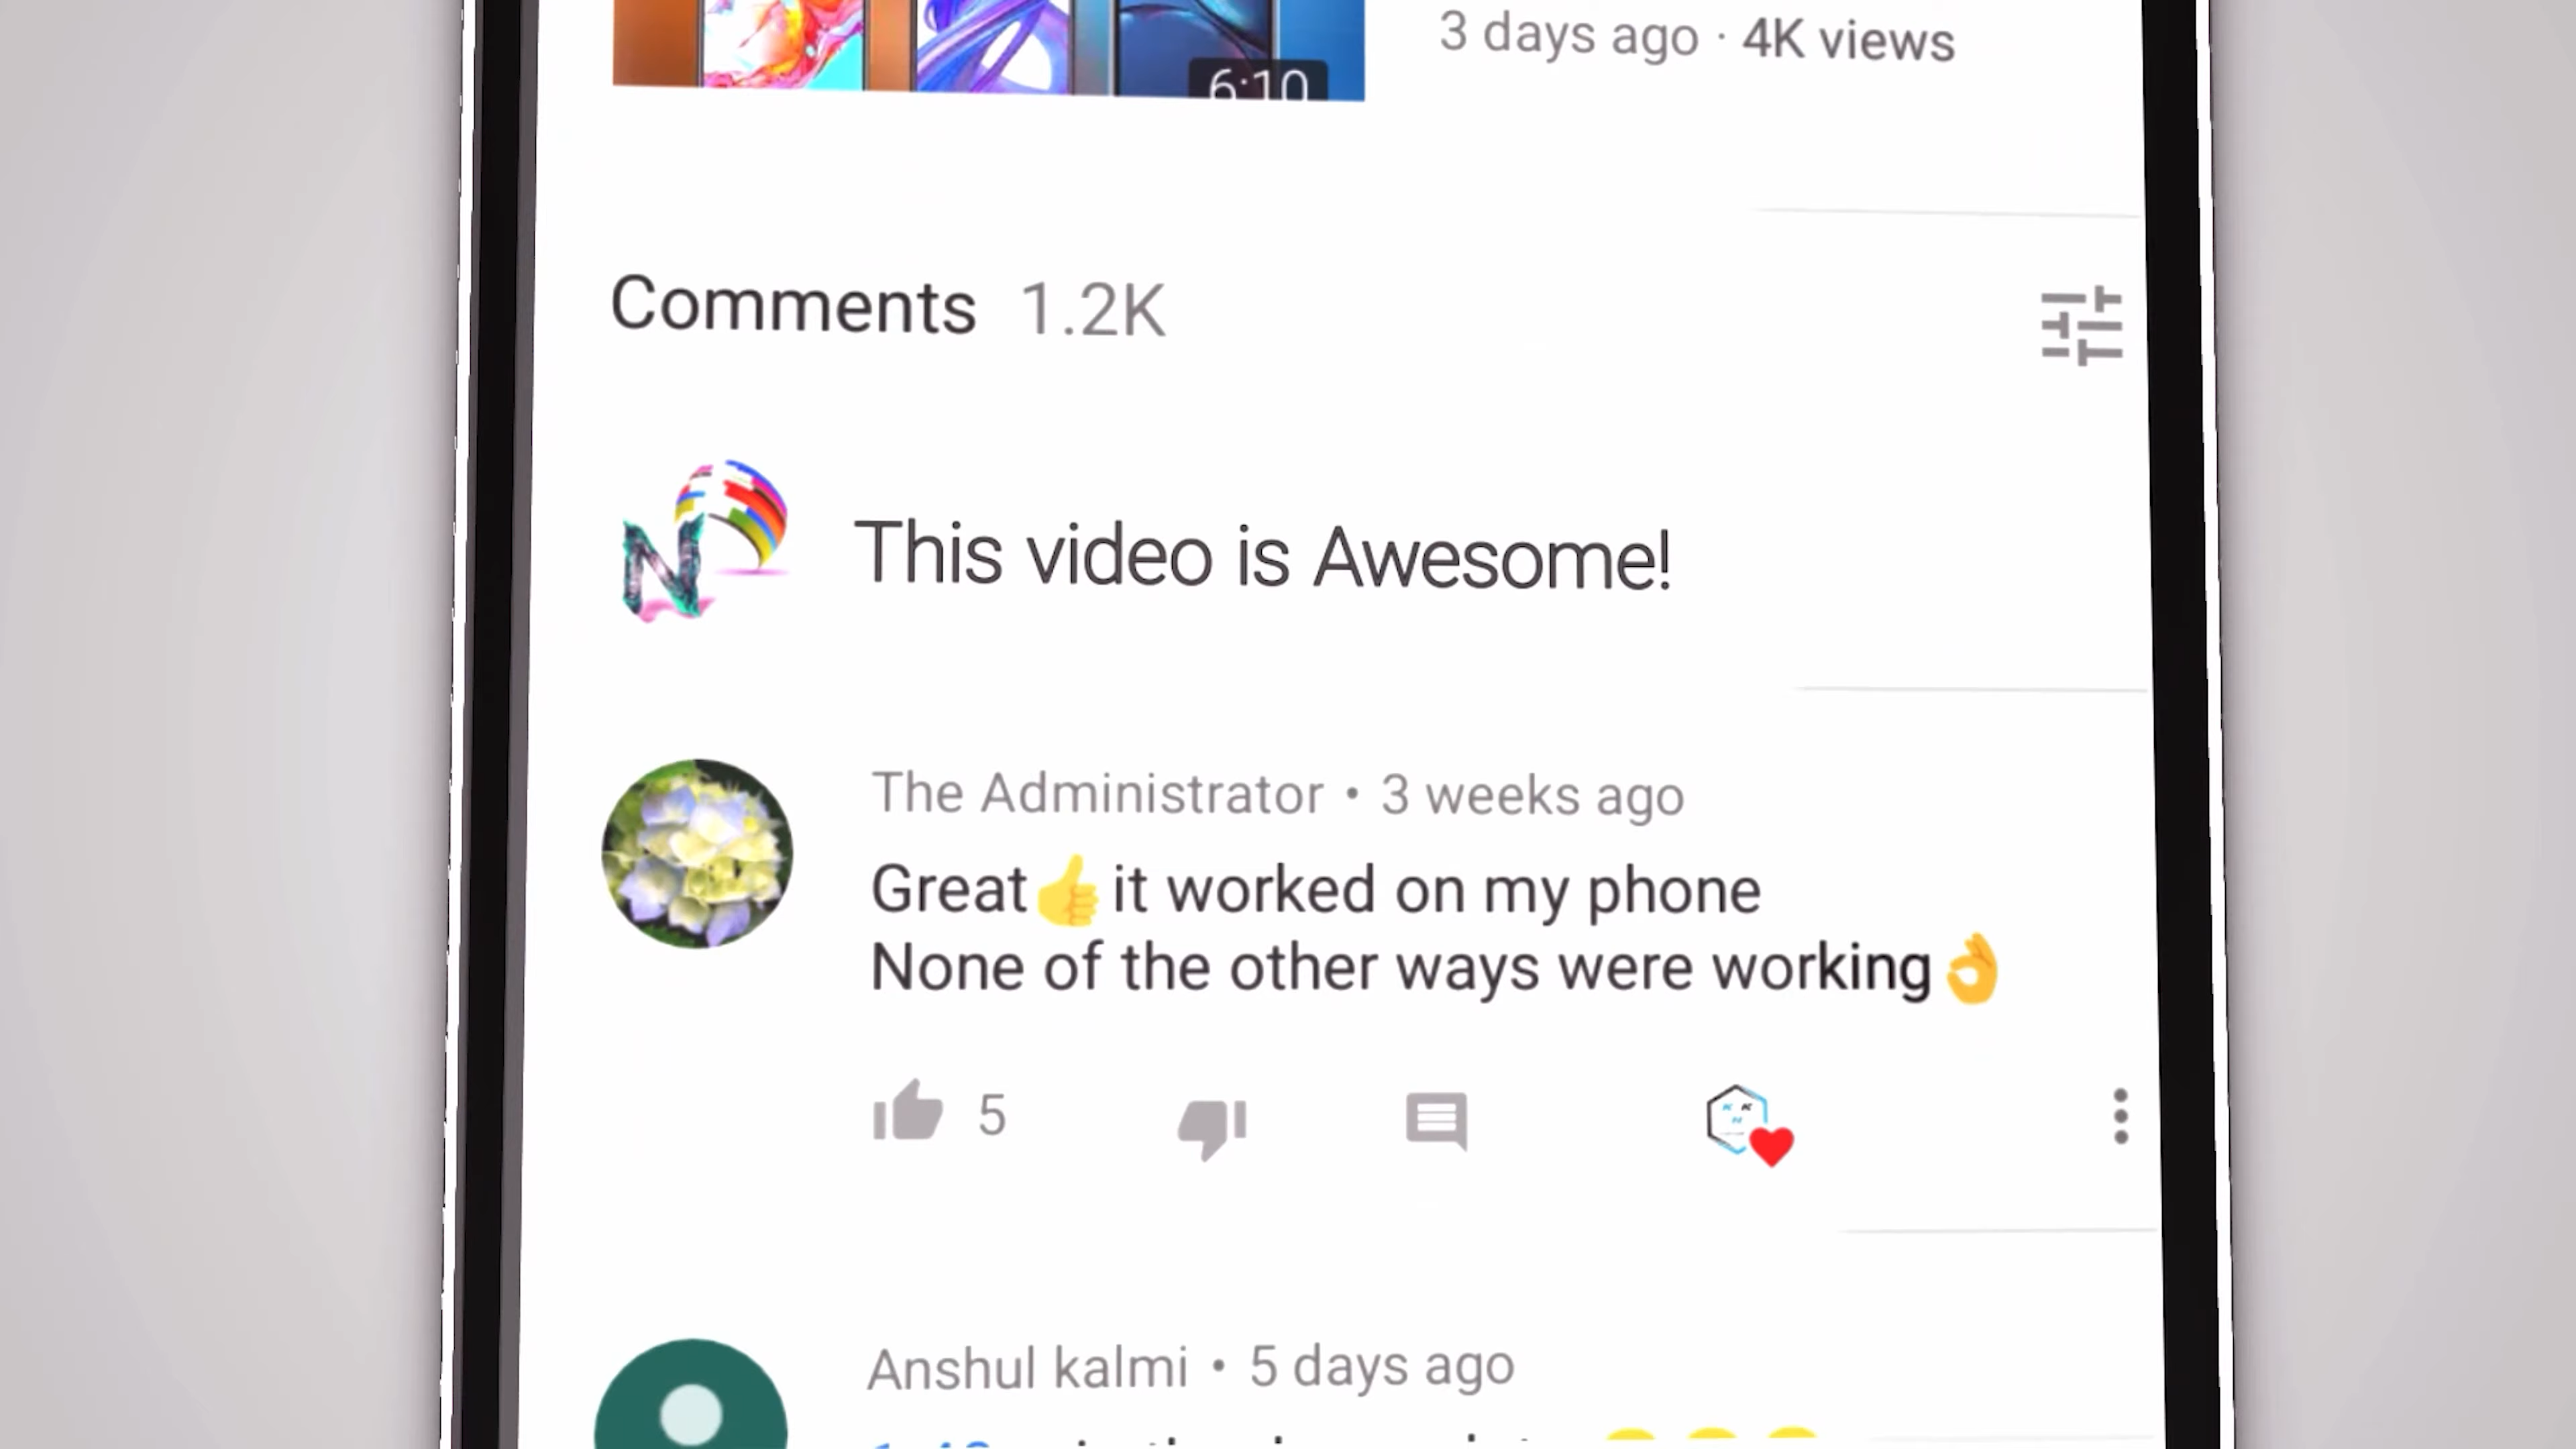 3 days ago · 4K views
6:10
Comments 1.2K
This video is Awesome!
The Administrator • 3 weeks ago
Great👍it worked on my phone
None of the other ways were working👌
5
Anshul kalmi • 5 days ago